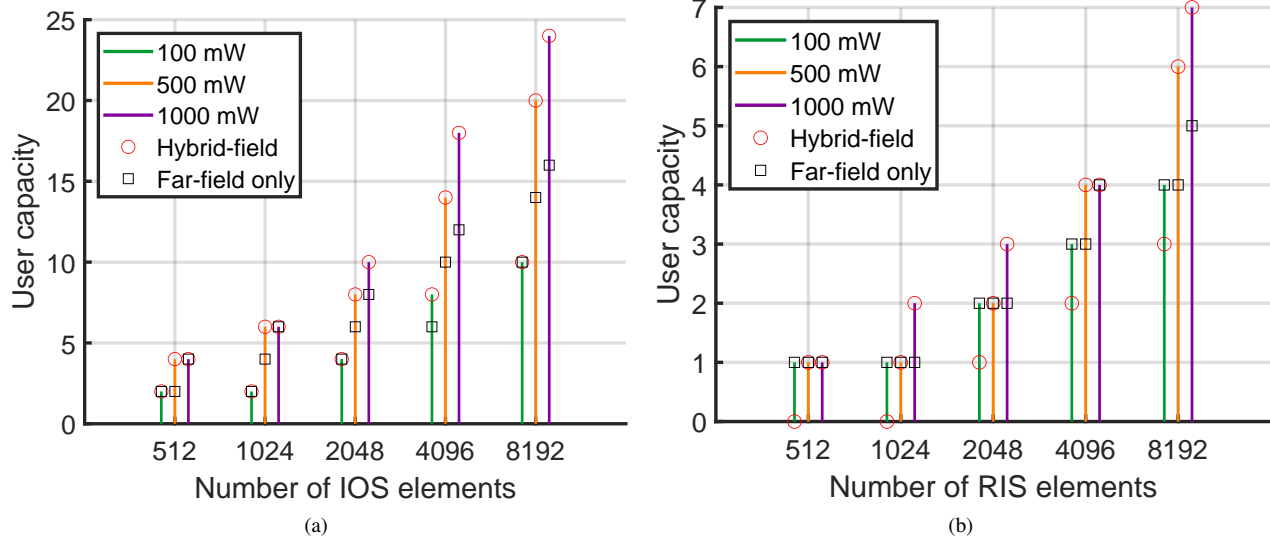 25
20
15
10
5
0
User capacity
100 mW
500 mW
1000 mW
Hybrid-field
Far-field only
512 1024 2048 4096 8192
Number of IOS elements
(a)
7
6
5
4
3
2
1
0
User capacity
100 mW
500 mW
1000 mW
Hybrid-field
Far-field only
512 1024 2048 4096 8192
Number of RIS elements
(b)